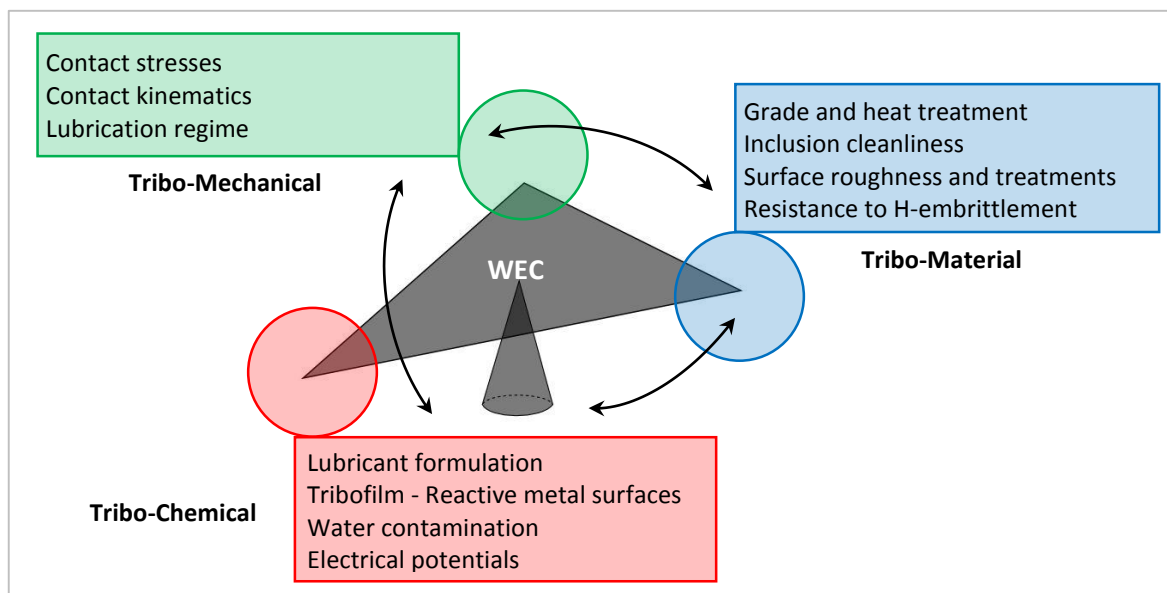 Contact stresses
Contact kinematics
Lubrication regime
Tribo-Mechanical
Grade and heat treatment
Inclusion cleanliness
Surface roughness and treatments
Resistance to H-embrittlement
Tribo-Material
WEC
Lubricant formulation
Tribofilm - Reactive metal surfaces
Water contamination
Electrical potentials
Tribo-Chemical